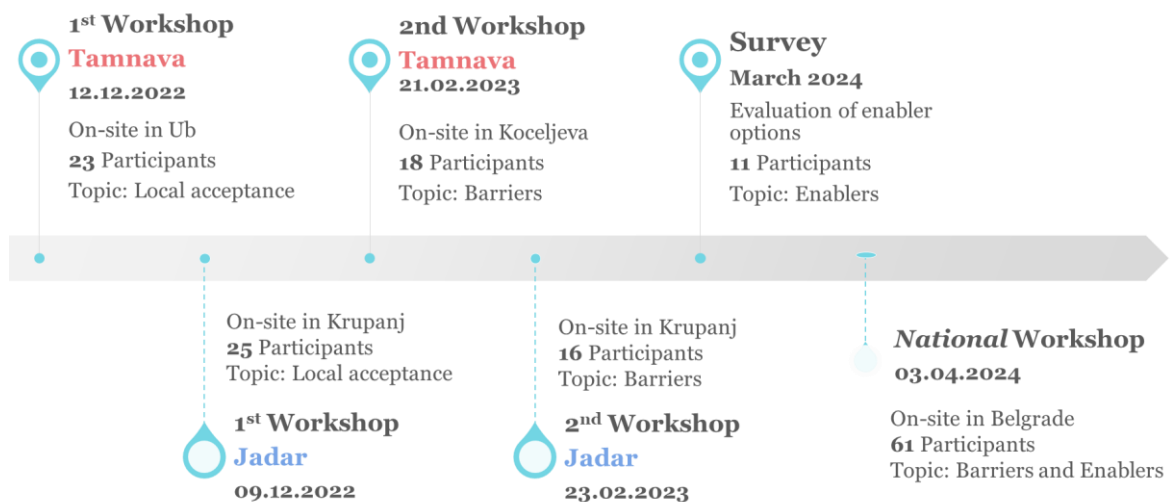 1st Workshop
Tamnava
12.12.2022
On-site in Ub
23 Participants
Topic: Local acceptance
2nd Workshop
Tamnava
21.02.2023
On-site in Koceljeva
18 Participants
Topic: Barriers
Survey
March 2024
Evaluation of enabler
options
11 Participants
Topic: Enablers
On-site in Krupanj
25 Participants
Topic: Local acceptance
1st Workshop
Jadar
09.12.2022
On-site in Krupanj
16 Participants
Topic: Barriers
2nd Workshop
Jadar
23.02.2023
National Workshop
03.04.2024
On-site in Belgrade
61 Participants
Topic: Barriers and Enablers